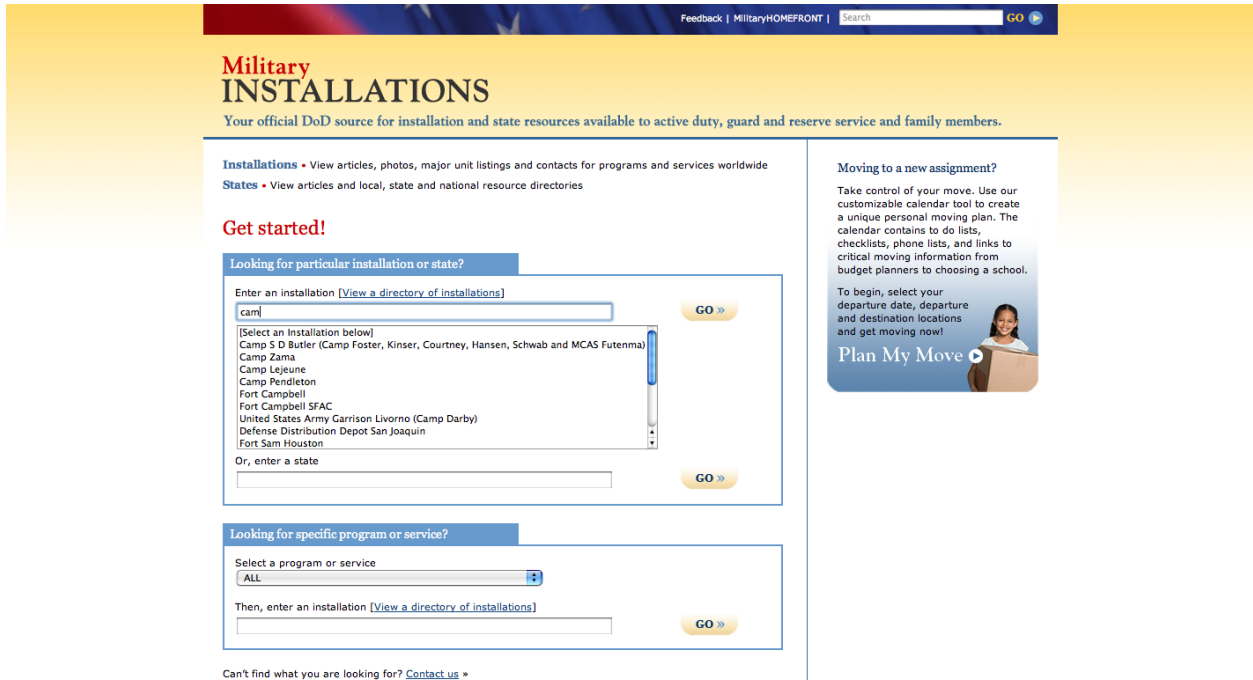 Feedback | MilitaryHOMEFRONT | Search GO
Military
INSTALLATIONS
Your official DoD source for installation and state resources available to active duty, guard and reserve service and family members.
Installations • View articles, photos, major unit listings and contacts for programs and services worldwide
States • View articles and local, state and national resource directories
Get started!
Looking for particular installation or state?
Enter an installation [View a directory of installations]
cam
GO »
[Select an Installation below]
Camp S D Butler (Camp Foster, Kinser, Courtney, Hansen, Schwab and MCAS Futenma)
Camp Zama
Camp Lejeune
Camp Pendleton
Fort Campbell
Fort Campbell SFAC
United States Army Garrison Livorno (Camp Darby)
Defense Distribution Depot San Joaquin
Fort Sam Houston
Or, enter a state
GO »
Looking for specific program or service?
Select a program or service
ALL
Then, enter an installation [View a directory of installations]
GO »
Can't find what you are looking for? Contact us »
Moving to a new assignment?
Take control of your move. Use our
customizable calendar tool to create
a unique personal moving plan. The
calendar contains to do lists,
checklists, phone lists, and links to
critical moving information from
budget planners to choosing a school.
To begin, select your
departure date, departure
and destination locations
and get moving now!
Plan My Move